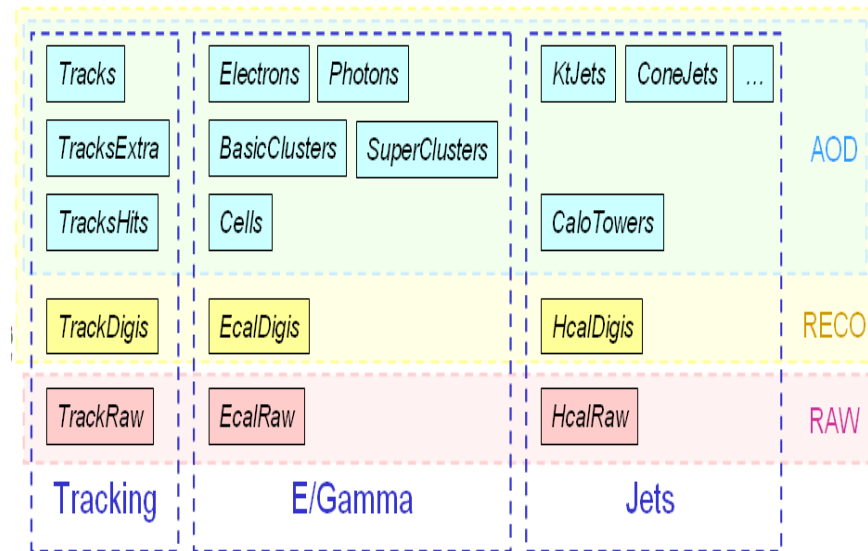 Tracks Electrons Photons KtJets ConeJets ...
TracksExtra BasicClusters SuperClusters AOD
TracksHits Cells CaloTowers
TrackDigis EcalDigis HcalDigis RECO
TrackRaw EcalRaw HcalRaw RAW
Tracking E/Gamma Jets